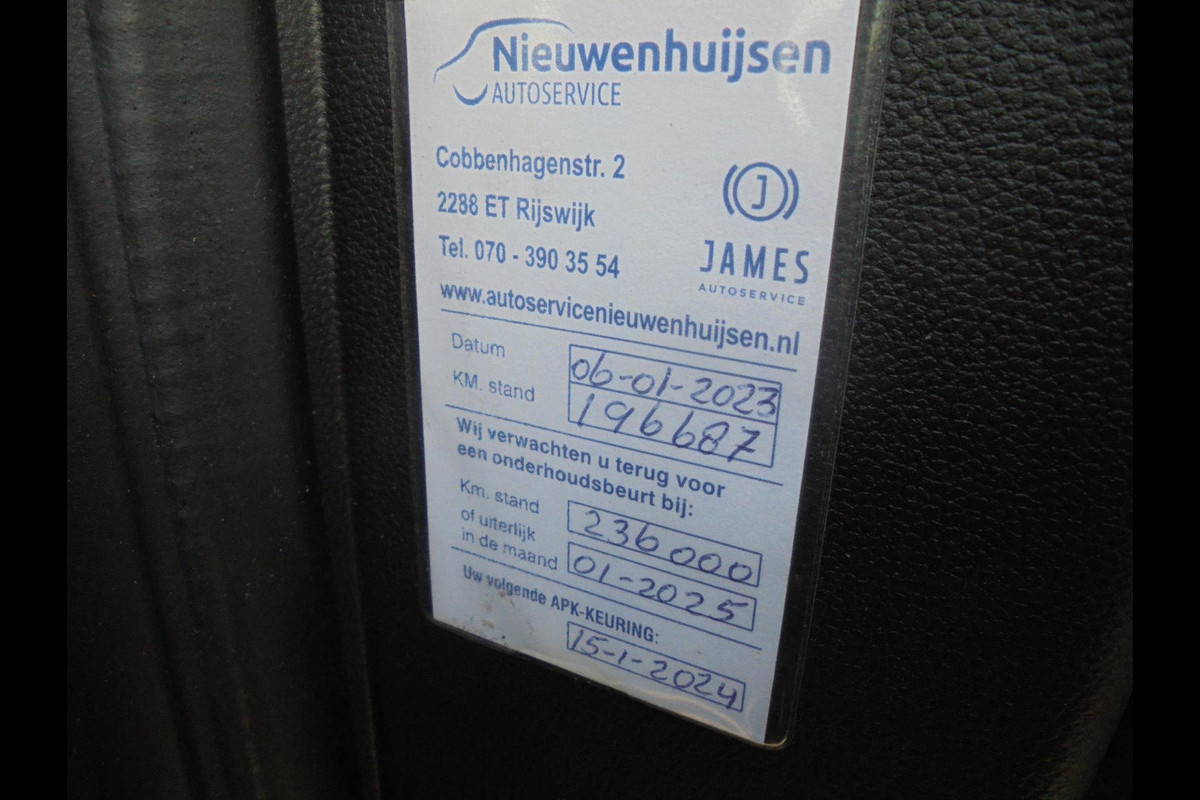 Nieuwenhuijsen
AUTOSERVICE
Cobbenhagenstr. 2
2288 ET Rijswijk
Tel. 070 - 390 35 54
J
JAMES
AUTOSERVICE
www.autoservicenieuwenhuijsen.nl
Datum 06-01-2023
KM. stand 196687
Wij verwachten u terug voor
een onderhoudsbeurt bij:
Km. stand 236000
of uiterlijk
in de maand 01-2025
Uw volgende APK-KEURING:
15-1-2024